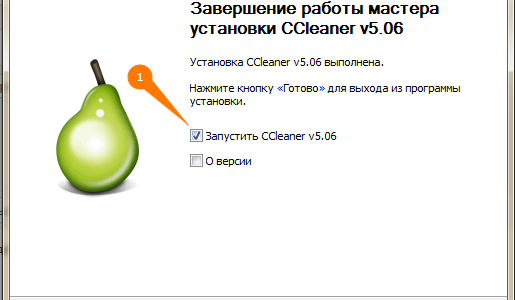 Завершение работы мастера
установки CCleaner v5.06
Установка CCleaner v5.06 выполнена.
Нажмите кнопку «Готово» для выхода из программы
установки.
1
Запустить CCleaner v5.06
О версии